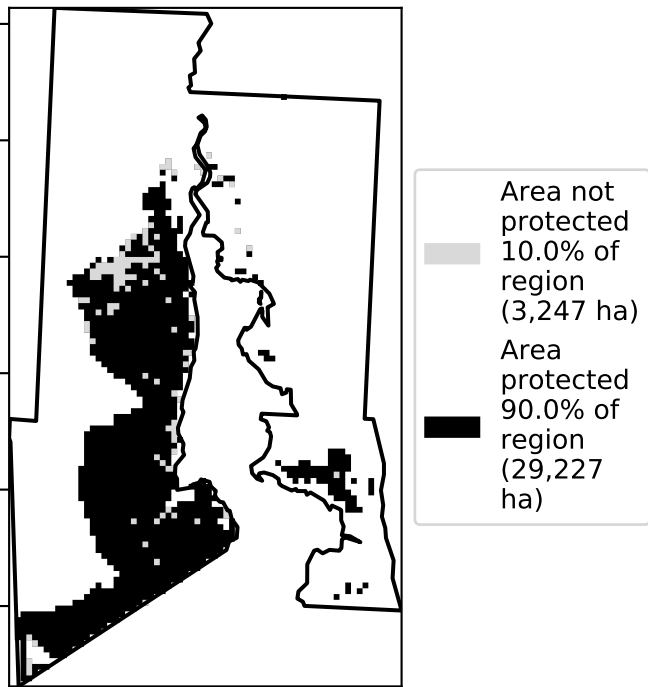 Area not
protected
10.0% of
region
(3,247 ha)
Area
protected
90.0% of
region
(29,227
ha)